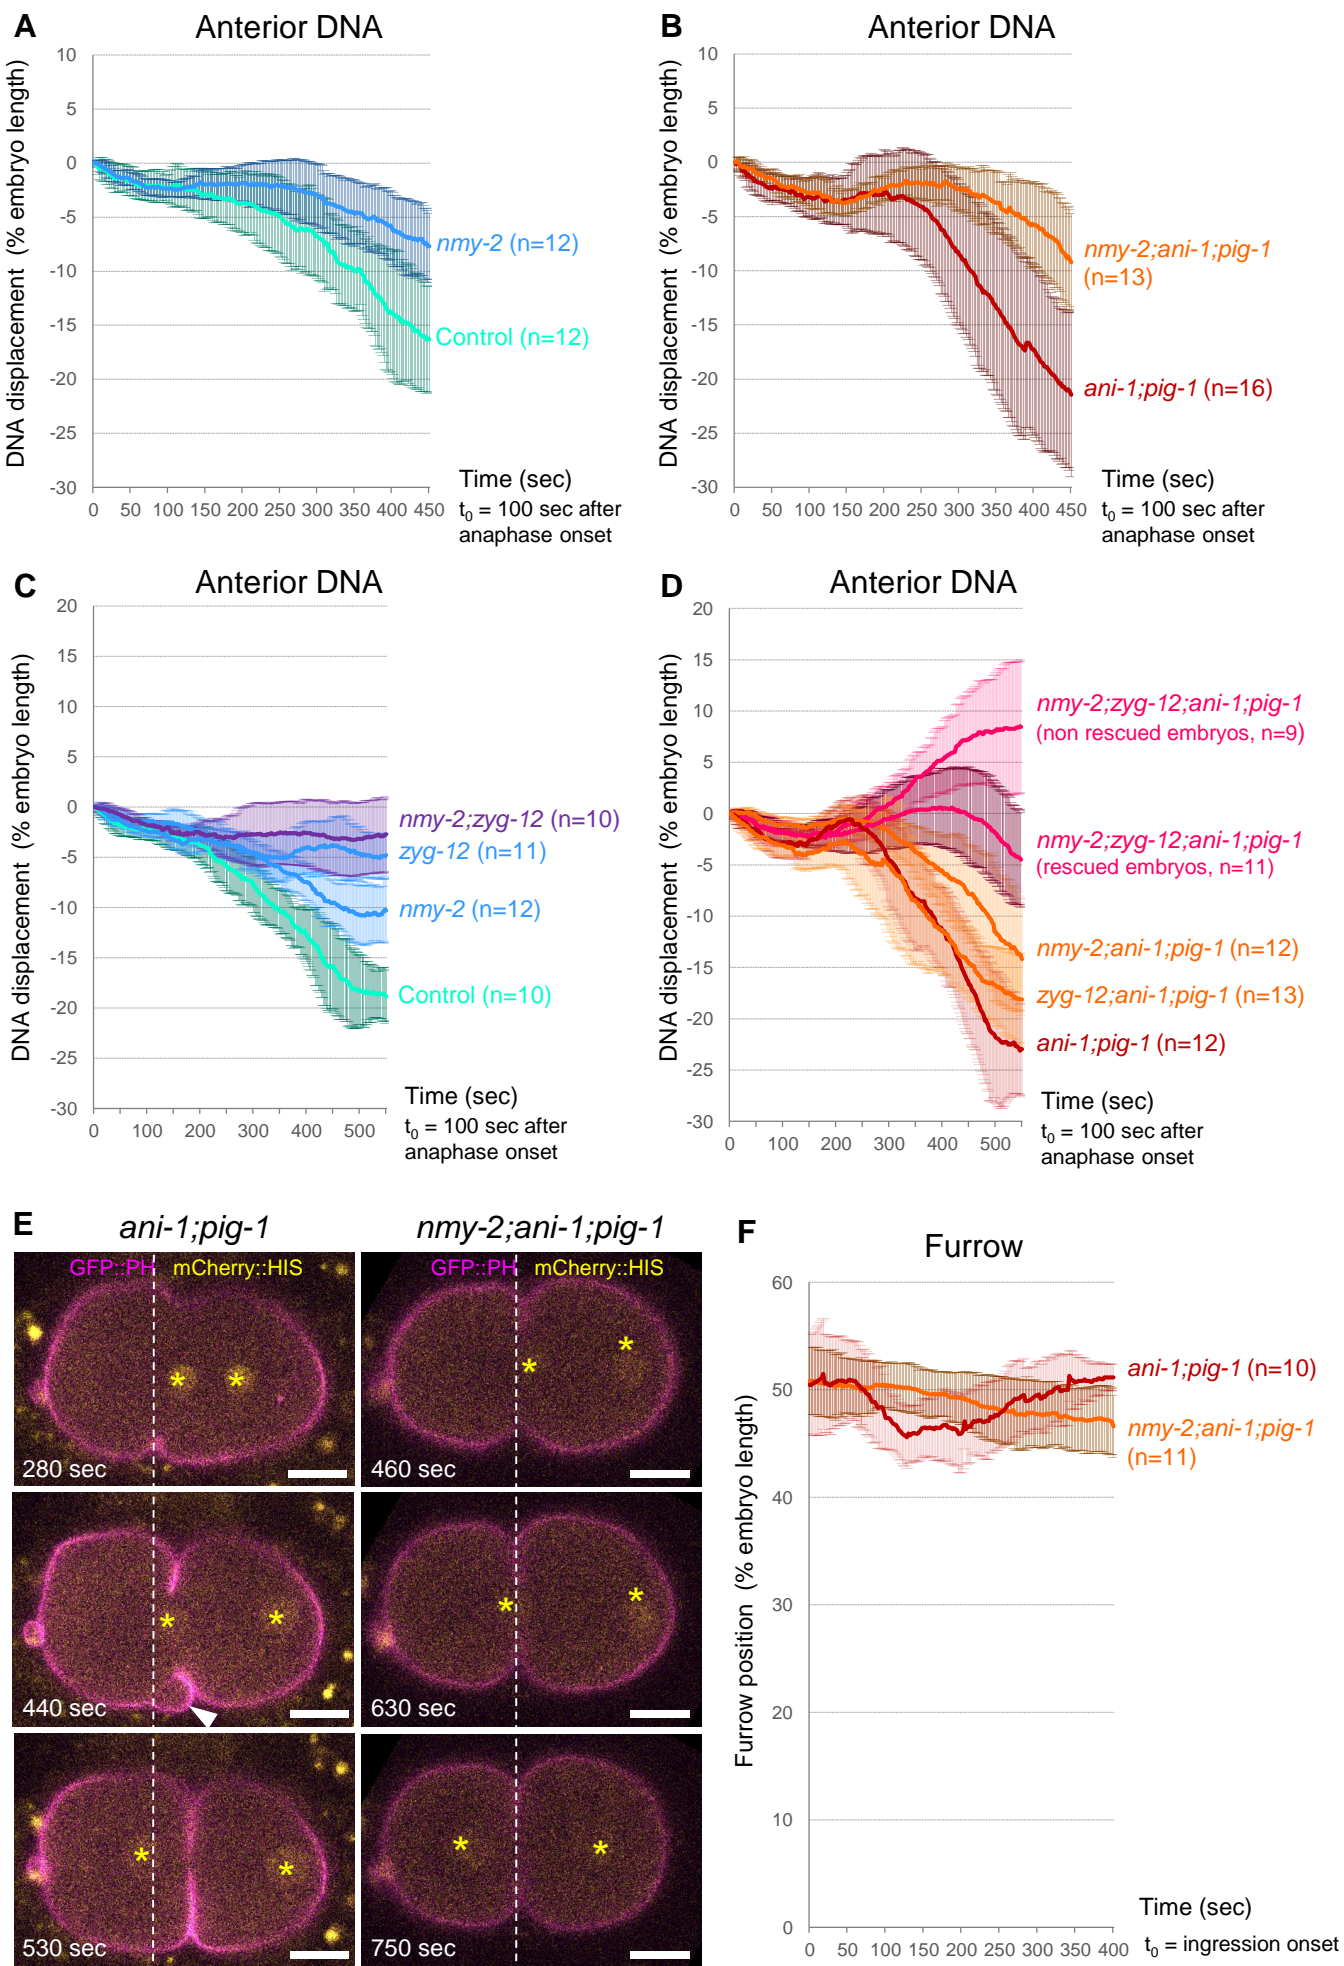 A
Anterior DNA
DNA displacement (% embryo length)
10
5
0
-5
-10
-15
-20
-25
-30
0 50 100 150 200 250 300 350 400 450
nmy-2 (n=12)
Control (n=12)
Time (sec)
t0 = 100 sec after
anaphase onset
B
Anterior DNA
DNA displacement (% embryo length)
10
5
0
-5
-10
-15
-20
-25
-30
0 50 100 150 200 250 300 350 400 450
nmy-2;ani-1;pig-1
(n=13)
ani-1;pig-1 (n=16)
Time (sec)
t0 = 100 sec after
anaphase onset
C
Anterior DNA
DNA displacement (% embryo length)
20
15
10
5
0
-5
-10
-15
-20
-25
-30
0 100 200 300 400 500
nmy-2;zyg-12 (n=10)
zyg-12 (n=11)
nmy-2 (n=12)
Control (n=10)
Time (sec)
t0 = 100 sec after
anaphase onset
D
Anterior DNA
DNA displacement (% embryo length)
20
15
10
5
0
-5
-10
-15
-20
-25
-30
0 100 200 300 400 500
nmy-2;zyg-12;ani-1;pig-1
(non rescued embryos, n=9)
nmy-2;zyg-12;ani-1;pig-1
(rescued embryos, n=11)
nmy-2;ani-1;pig-1 (n=12)
zyg-12;ani-1;pig-1 (n=13)
ani-1;pig-1 (n=12)
Time (sec)
t0 = 100 sec after
anaphase onset
E
ani-1;pig-1
nmy-2;ani-1;pig-1
GFP::PH mCherry::HIS
GFP::PH mCherry::HIS
* *
* *
280 sec
460 sec
* *
* *
440 sec
630 sec
* *
* *
530 sec
750 sec
F
Furrow
Furrow position (% embryo length)
60
50
40
30
20
10
0
0 50 100 150 200 250 300 350 400
ani-1;pig-1 (n=10)
nmy-2;ani-1;pig-1
(n=11)
Time (sec)
t0 = ingression onset